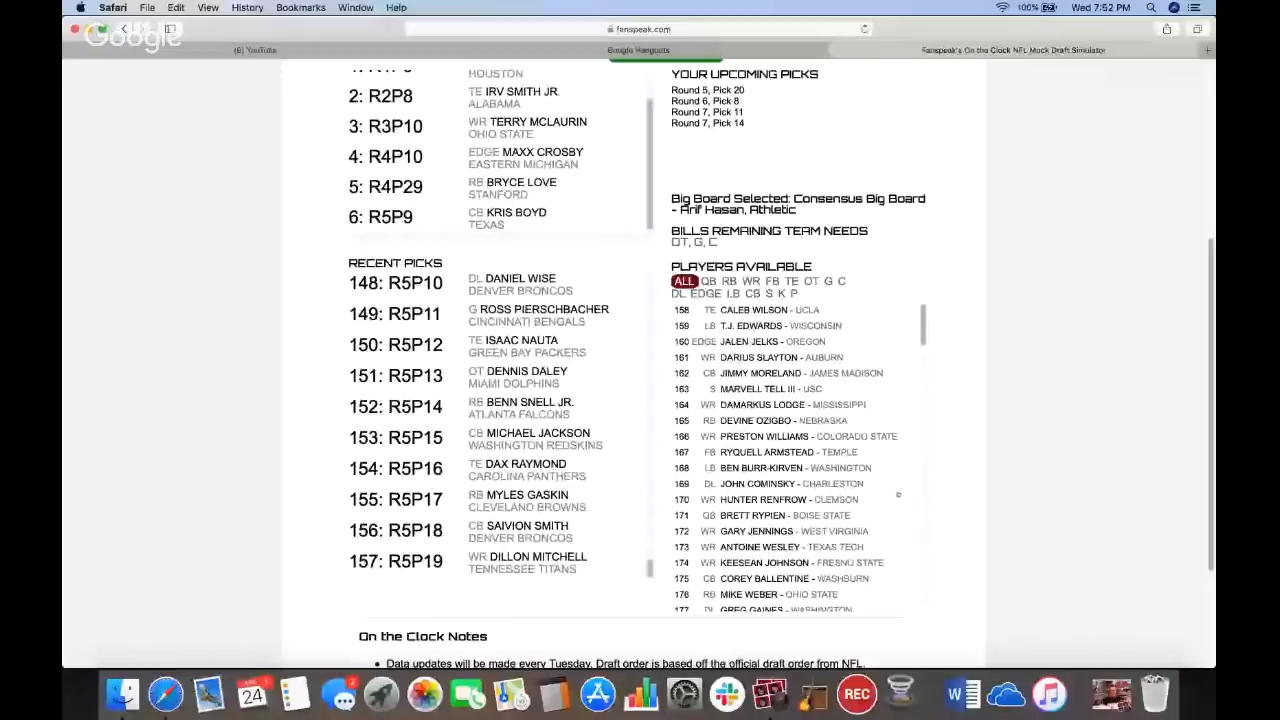 Safari File Edit View History Bookmarks Window Help
100%
Wed 7:52 PM
Google
fanspeak.com
(6) YouTube
Google Hangouts
Fanspeak's On the Clock NFL Mock Draft Simulator
HOUSTON
2: R2P8
TE IRV SMITH JR.
ALABAMA
3: R3P10
WR TERRY MCLAURIN
OHIO STATE
4: R4P10
EDGE MAXX CROSBY
EASTERN MICHIGAN
5: R4P29
RB BRYCE LOVE
STANFORD
6: R5P9
CB KRIS BOYD
TEXAS
RECENT PICKS
148: R5P10
DL DANIEL WISE
DENVER BRONCOS
149: R5P11
G ROSS PIERSCHBACHER
CINCINNATI BENGALS
150: R5P12
TE ISAAC NAUTA
GREEN BAY PACKERS
151: R5P13
OT DENNIS DALEY
MIAMI DOLPHINS
152: R5P14
RB BENN SNELL JR.
ATLANTA FALCONS
153: R5P15
CB MICHAEL JACKSON
WASHINGTON REDSKINS
154: R5P16
TE DAX RAYMOND
CAROLINA PANTHERS
155: R5P17
RB MYLES GASKIN
CLEVELAND BROWNS
156: R5P18
CB SAIVION SMITH
DENVER BRONCOS
157: R5P19
WR DILLON MITCHELL
TENNESSEE TITANS
YOUR UPCOMING PICKS
Round 5, Pick 20
Round 6, Pick 8
Round 7, Pick 11
Round 7, Pick 14
Big Board Selected: Consensus Big Board
- Arif Hasan, Athletic
BILLS REMAINING TEAM NEEDS
OT, G, C
PLAYERS AVAILABLE
ALL QB RB WR FB TE OT G C
DL EDGE LB CB S K P
158 TE CALEB WILSON - UCLA
159 LB T.J. EDWARDS - WISCONSIN
160 EDGE JALEN JELKS - OREGON
161 WR DARIUS SLAYTON - AUBURN
162 CB JIMMY MORELAND - JAMES MADISON
163 S MARVELL TELL III - USC
164 WR DAMARKUS LODGE - MISSISSIPPI
165 RB DEVINE OZIGBO - NEBRASKA
166 WR PRESTON WILLIAMS - COLORADO STATE
167 FB RYQUELL ARMSTEAD - TEMPLE
168 LB BEN BURR-KIRVEN - WASHINGTON
169 DL JOHN COMINSKY - CHARLESTON
170 WR HUNTER RENFROW - CLEMSON
171 QB BRETT RYPIEN - BOISE STATE
172 WR GARY JENNINGS - WEST VIRGINIA
173 WR ANTOINE WESLEY - TEXAS TECH
174 WR KEESEAN JOHNSON - FRESNO STATE
175 CB COREY BALLENTINE - WASHBURN
176 RB MIKE WEBER - OHIO STATE
177 DL GREG GAINES - WASHINGTON
On the Clock Notes
• Data updates will be made every Tuesday. Draft order is based off the official draft order from NFL.
24
REC